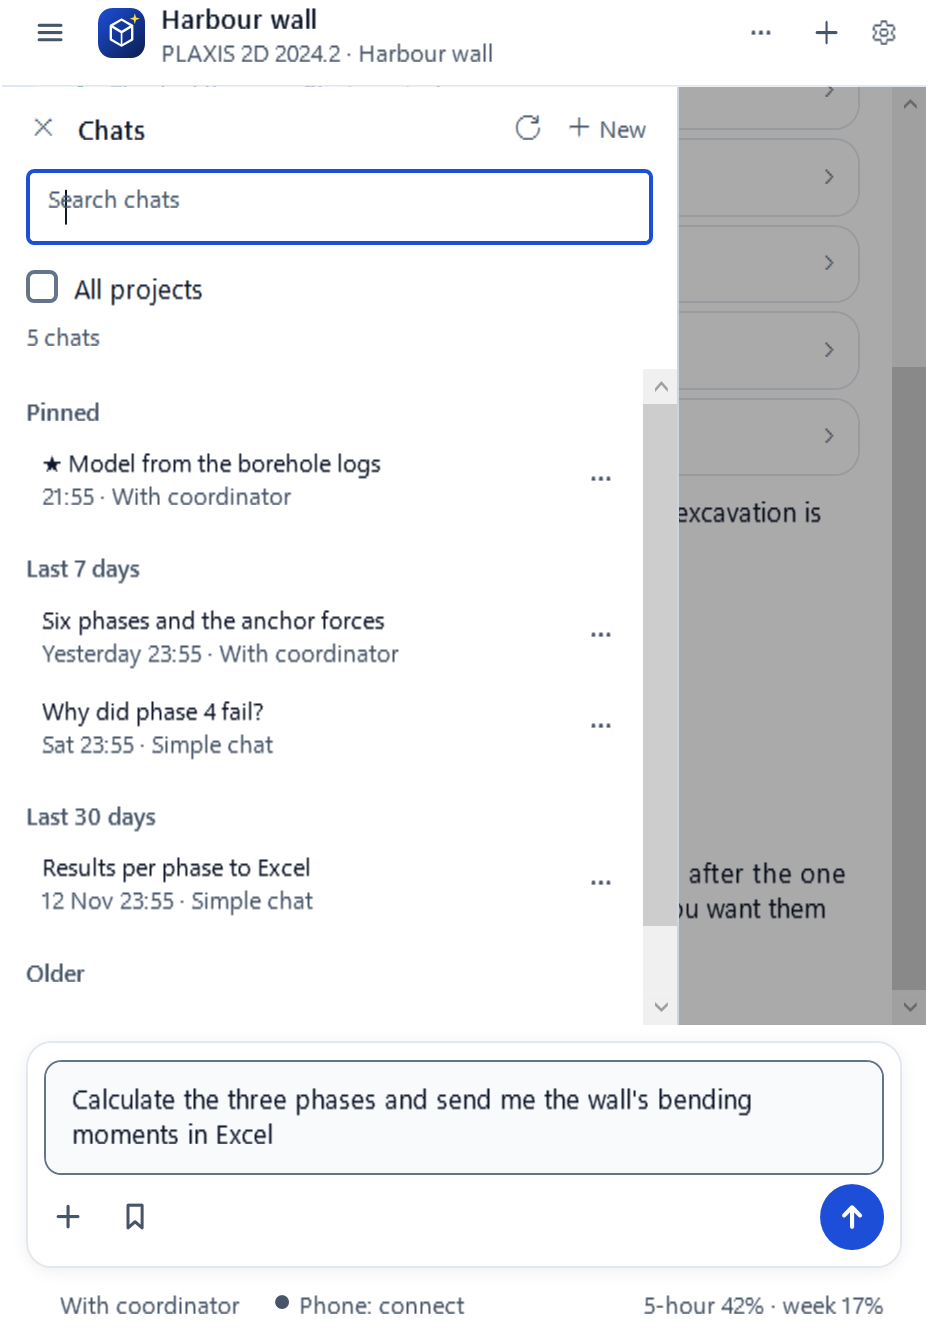 Harbour wall
PLAXIS 2D 2024.2 · Harbour wall
Chats
New
Search chats
All projects
5 chats
Pinned
★ Model from the borehole logs
21:55 · With coordinator
Last 7 days
Six phases and the anchor forces
Yesterday 23:55 · With coordinator
Why did phase 4 fail?
Sat 23:55 · Simple chat
Last 30 days
Results per phase to Excel
12 Nov 23:55 · Simple chat
Older
excavation is
after the one
want them
Calculate the three phases and send me the wall's bending
moments in Excel
With coordinator
Phone: connect
5-hour 42% · week 17%